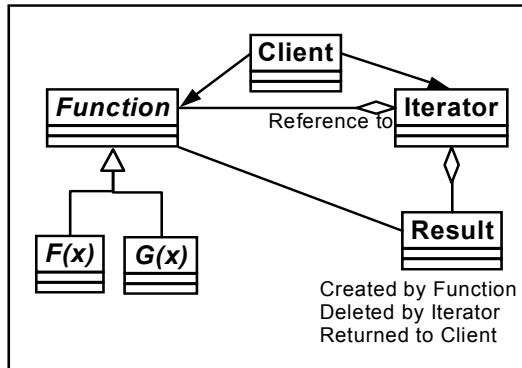 Client
Function
Reference to
Iterator
F(x)
G(x)
Result
Created by Function
Deleted by Iterator
Returned to Client